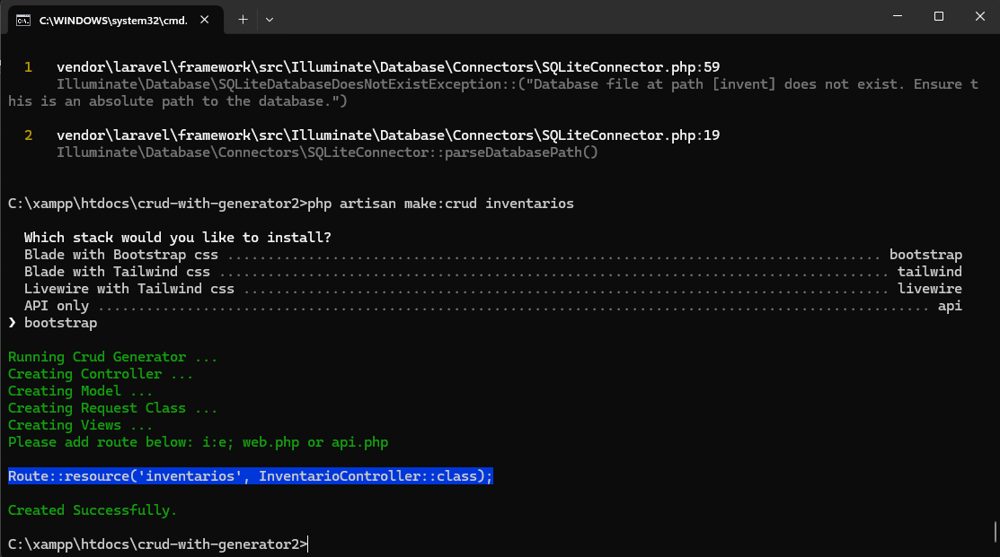 C:\WINDOWS\system32\cmd.
1 vendor\laravel\framework\src\Illuminate\Database\Connectors\SQLiteConnector.php:59
Illuminate\Database\SQLiteDatabaseDoesNotExistException::("Database file at path [invent] does not exist. Ensure t
his is an absolute path to the database.")
2 vendor\laravel\framework\src\Illuminate\Database\Connectors\SQLiteConnector.php:19
Illuminate\Database\Connectors\SQLiteConnector::parseDatabasePath()
C:\xampp\htdocs\crud-with-generator2>php artisan make:crud inventarios
Which stack would you like to install?
Blade with Bootstrap css ................................................................................. bootstrap
Blade with Tailwind css ................................................................................... tailwind
Livewire with Tailwind css ................................................................................ livewire
API only ....................................................................................................... api
❯ bootstrap
Running Crud Generator ...
Creating Controller ...
Creating Model ...
Creating Request Class ...
Creating Views ...
Please add route below: i:e; web.php or api.php
Route::resource('inventarios', InventarioController::class);
Created Successfully.
C:\xampp\htdocs\crud-with-generator2>